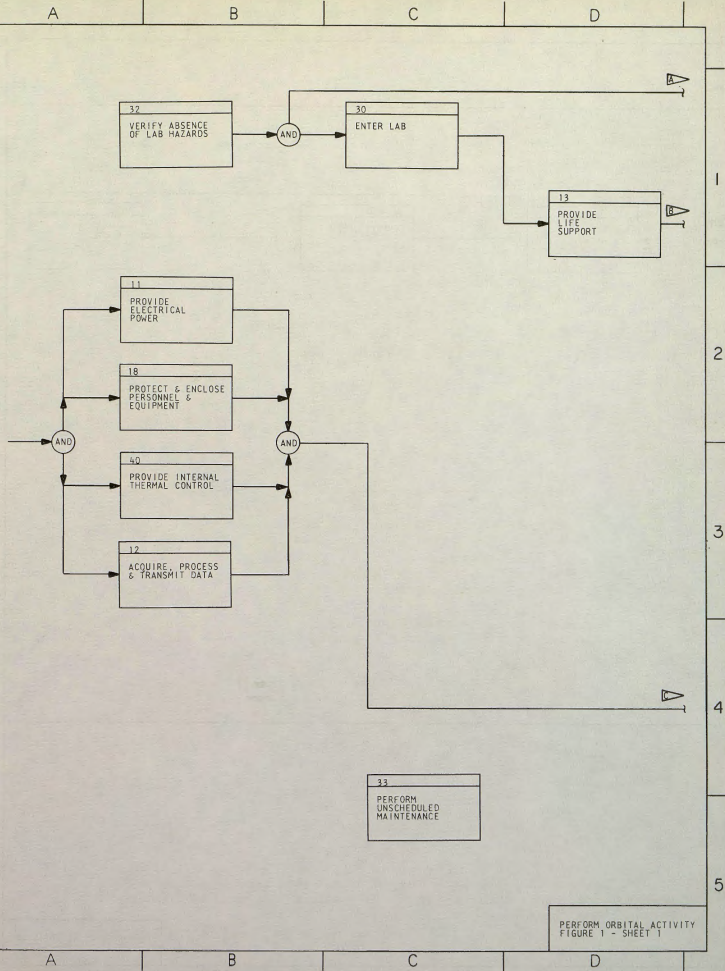 A B C D
A
32
VERIFY ABSENCE
OF LAB HAZARDS
AND
30
ENTER LAB
1
13
PROVIDE
LIFE
SUPPORT
B
11
PROVIDE
ELECTRICAL
POWER
2
18
PROTECT & ENCLOSE
PERSONNEL &
EQUIPMENT
AND
AND
40
PROVIDE INTERNAL
THERMAL CONTROL
3
12
ACQUIRE, PROCESS
& TRANSMIT DATA
C
4
33
PERFORM
UNSCHEDULED
MAINTENANCE
5
PERFORM ORBITAL ACTIVITY
FIGURE 1 - SHEET 1
A B C D